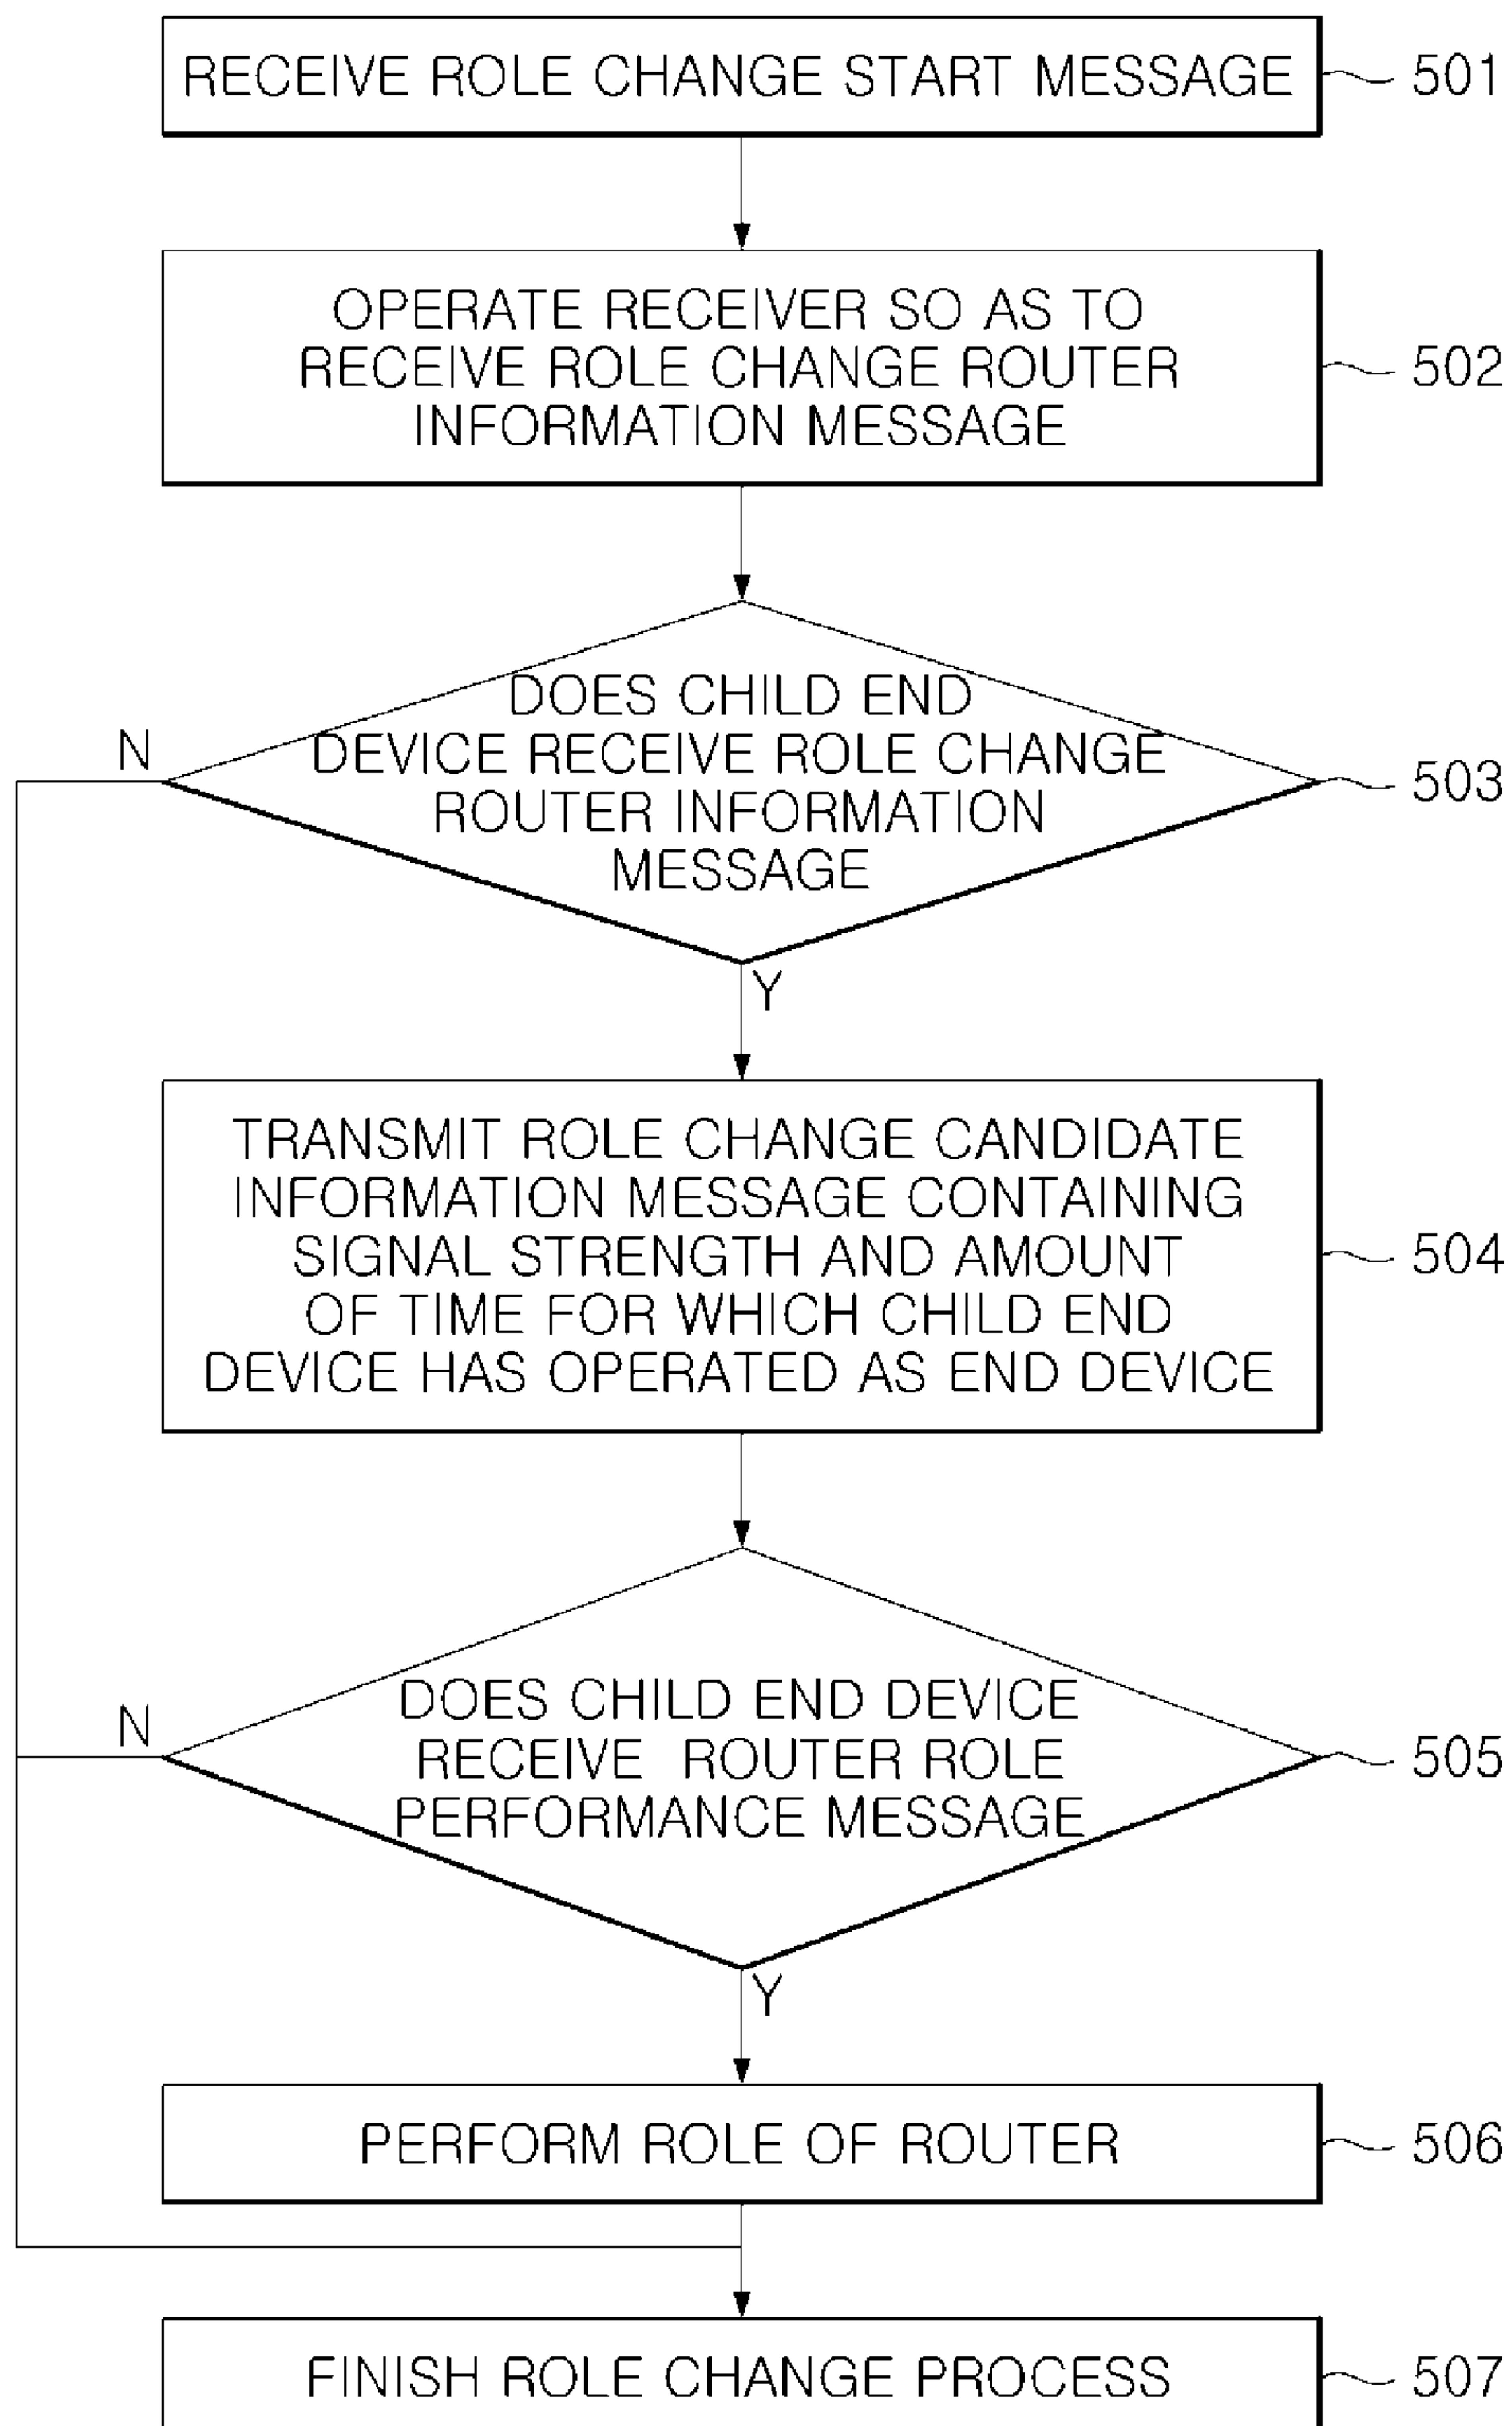 RECEIVE ROLE CHANGE START MESSAGE
501
OPERATE RECEIVER SO AS TO
RECEIVE ROLE CHANGE ROUTER
INFORMATION MESSAGE
502
DOES CHILD END
DEVICE RECEIVE ROLE CHANGE
ROUTER INFORMATION
MESSAGE
N
503
Y
TRANSMIT ROLE CHANGE CANDIDATE
INFORMATION MESSAGE CONTAINING
SIGNAL STRENGTH AND AMOUNT
OF TIME FOR WHICH CHILD END
DEVICE HAS OPERATED AS END DEVICE
504
DOES CHILD END DEVICE
RECEIVE ROUTER ROLE
PERFORMANCE MESSAGE
N
505
Y
PERFORM ROLE OF ROUTER
506
FINISH ROLE CHANGE PROCESS
507